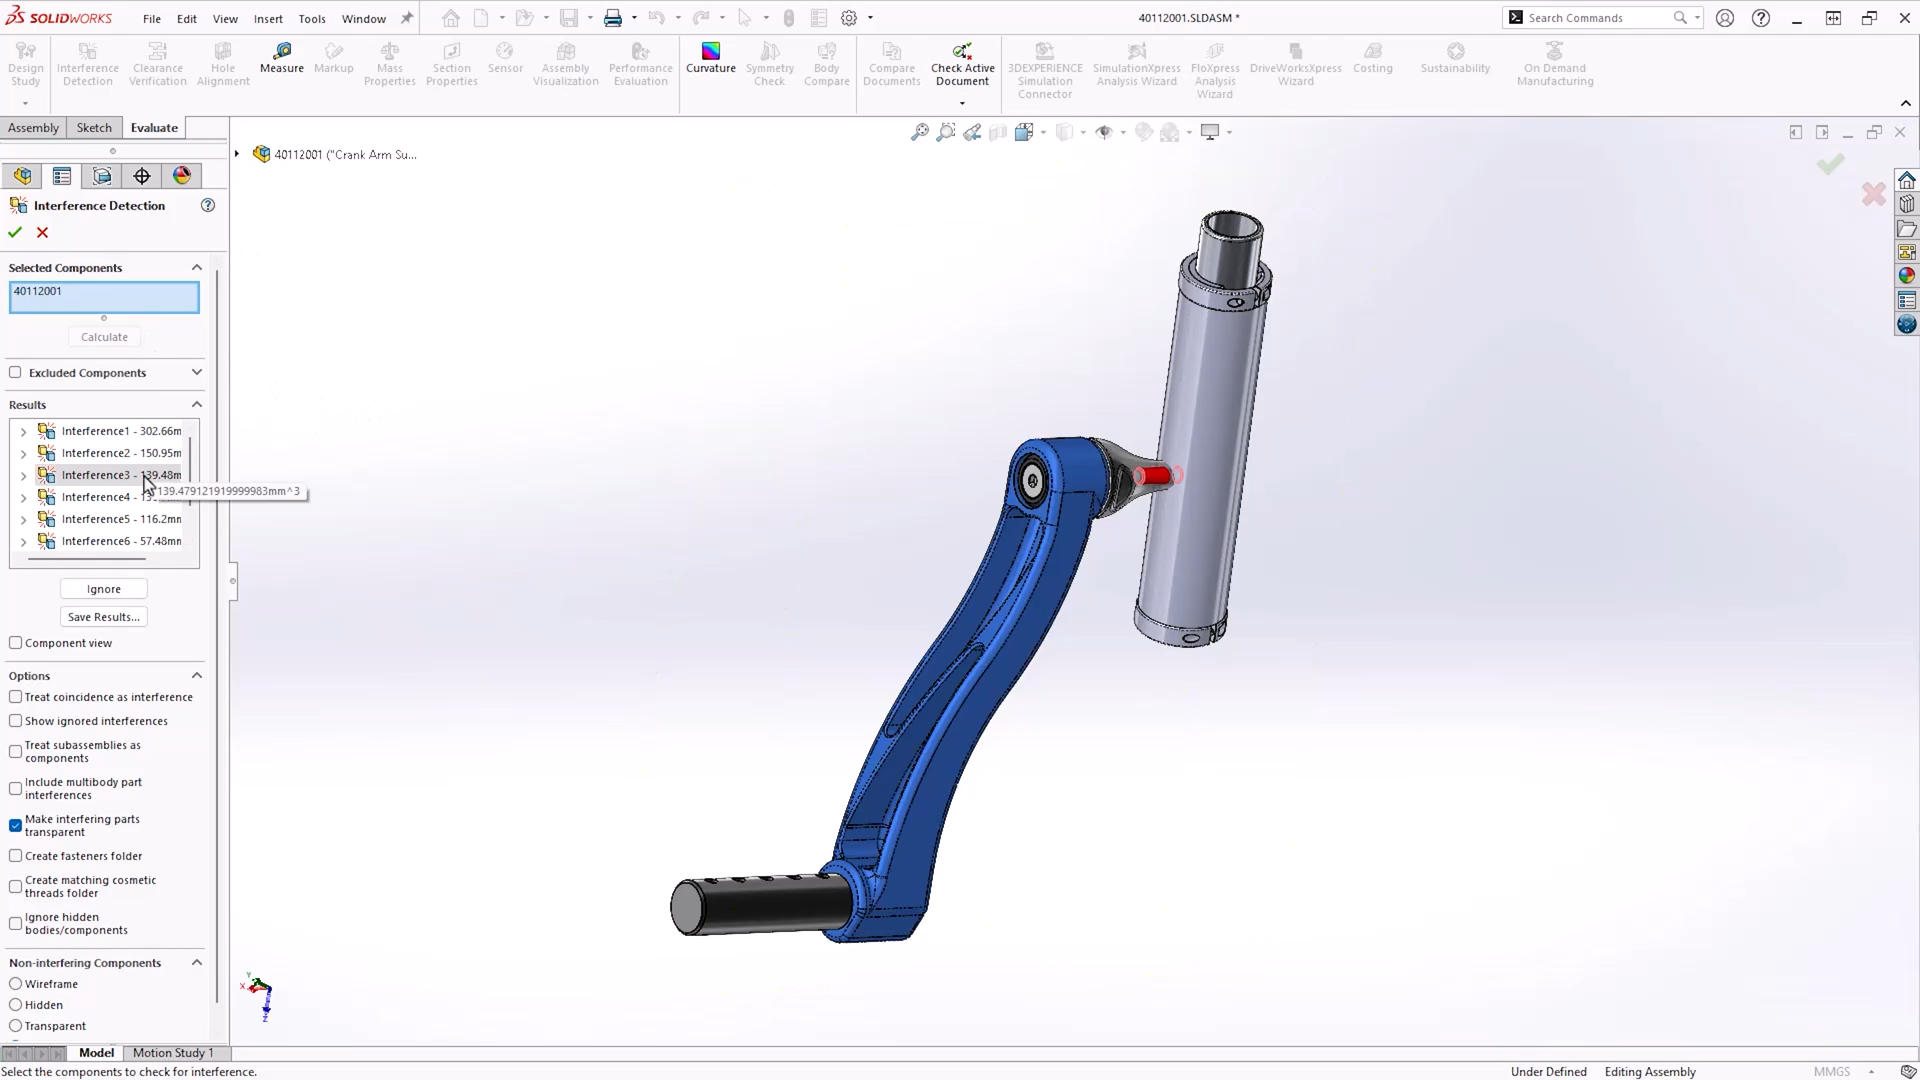 SOLIDWORKS
File Edit View Insert Tools Window
40112001.SLDASM *
Search Commands
Design Study
Interference Detection
Clearance Verification
Hole Alignment
Measure
Markup
Mass Properties
Section Properties
Sensor
Assembly Visualization
Performance Evaluation
Curvature
Symmetry Check
Body Compare
Compare Documents
Check Active Document
3DEXPERIENCE Simulation Connector
SimulationXpress Analysis Wizard
FloXpress Analysis Wizard
DriveWorksXpress Wizard
Costing
Sustainability
On Demand Manufacturing
Assembly Sketch Evaluate
40112001 ("Crank Arm Su...
Interference Detection
Selected Components
40112001
Calculate
Excluded Components
Results
Interference1 - 302.66m
Interference2 - 150.95m
Interference3 - 139.48m
139.479121919999983mm^3
Interference4 -
Interference5 - 116.2mm
Interference6 - 57.48mm
Ignore
Save Results...
Component view
Options
Treat coincidence as interference
Show ignored interferences
Treat subassemblies as
components
Include multibody part
interferences
Make interfering parts
transparent
Create fasteners folder
Create matching cosmetic
threads folder
Ignore hidden
bodies/components
Non-interfering Components
Wireframe
Hidden
Transparent
Y
X
Z
Model Motion Study 1
Select the components to check for interference.
Under Defined Editing Assembly MMGS